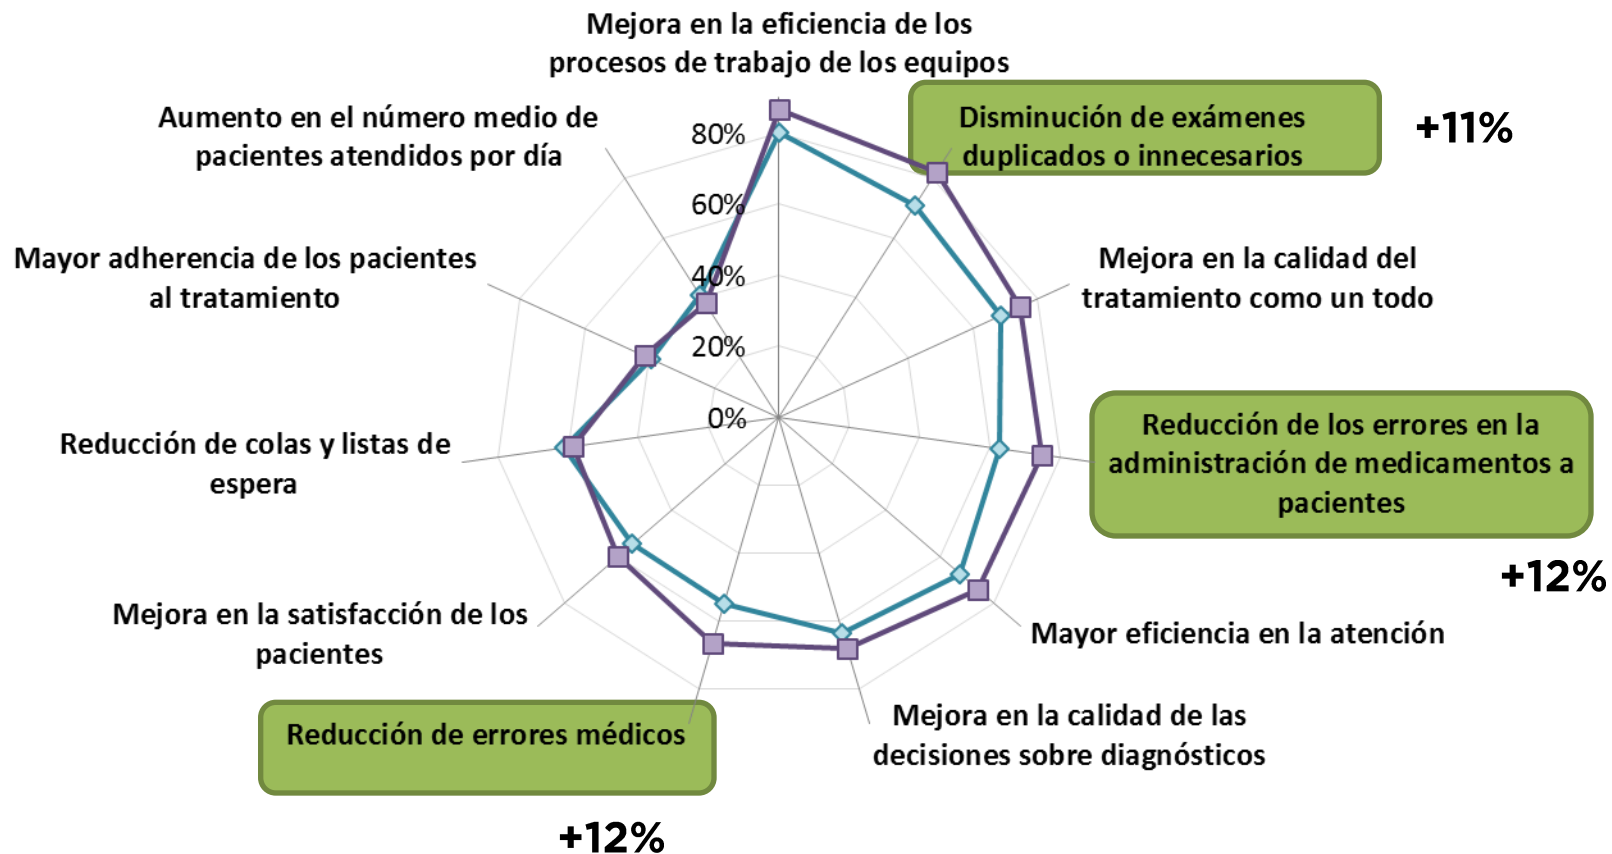 Mejora en la eficiencia de los
procesos de trabajo de los equipos
Disminución de exámenes
duplicados o innecesarios
+11%
Mejora en la calidad del
tratamiento como un todo
Reducción de los errores en la
administración de medicamentos a
pacientes
+12%
Mayor eficiencia en la atención
Mejora en la calidad de las
decisiones sobre diagnósticos
Reducción de errores médicos
+12%
Mejora en la satisfacción de los
pacientes
Reducción de colas y listas de
espera
Mayor adherencia de los pacientes
al tratamiento
Aumento en el número medio de
pacientes atendidos por día
80%
60%
40%
20%
0%